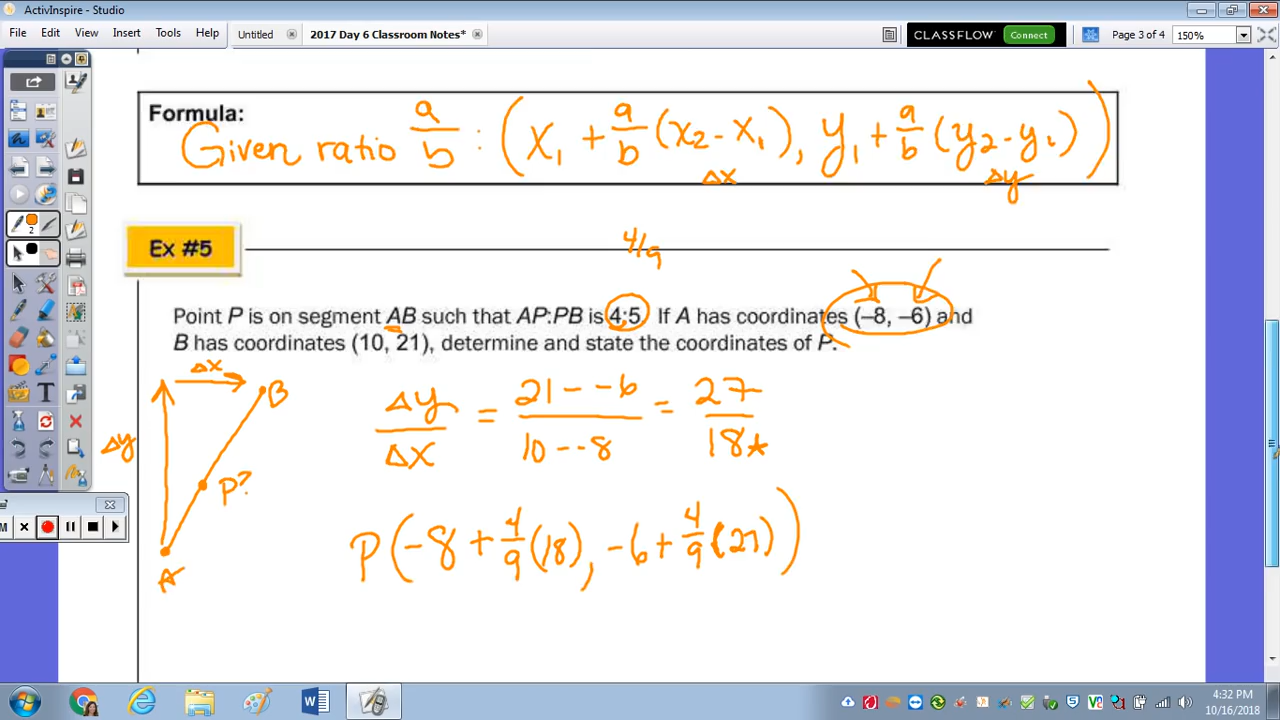 ActivInspire - Studio
File Edit View Insert Tools Help Untitled 2017 Day 6 Classroom Notes* CLASSFLOW Connect Page 3 of 4 150%
Formula:
Given ratio a/b : (x₁ + a/b (x₂ - x₁), y₁ + a/b (y₂ - y₁))
Δx Δy
Ex #5
4/9
Point P is on segment AB such that AP:PB is 4:5. If A has coordinates (–8, –6) and
B has coordinates (10, 21), determine and state the coordinates of P.
Δx
B
Δy
P?
A
Δy/Δx = 21 - -6/10 - -8 = 27/18★
P(-8 + 4/9 (18), -6 + 4/9 (27))
2
T
M
4:32 PM
10/16/2018